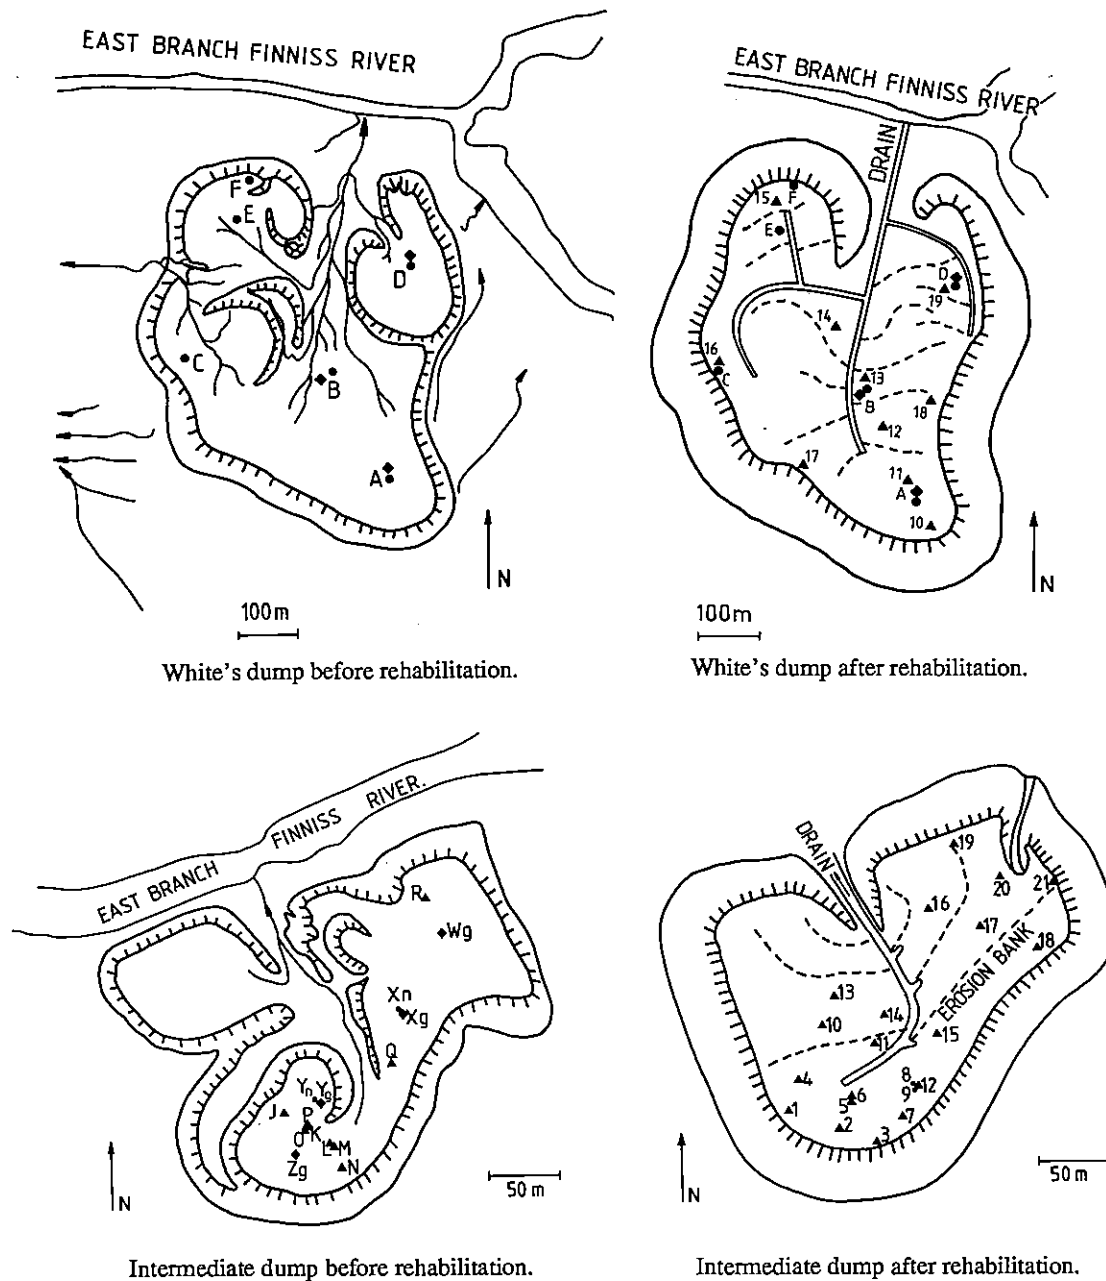 EAST BRANCH FINNISS RIVER
F
E
D
C
B
A
N
100m
White's dump before rehabilitation.
EAST BRANCH FINNISS RIVER
DRAIN
15 F
E
D
19
14
16
C
13
B
18
12
17
11
A
10
N
100m
White's dump after rehabilitation.
EAST BRANCH FINNISS RIVER.
R
Wg
Xn
Xg
Q
Yn Yg
J
P
K
O
L M
N
Zg
N
50 m
Intermediate dump before rehabilitation.
DRAIN
19
20
21
16
17
18
EROSION BANK
13
14
10
11
15
4
8
12
9
6
5
1
7
2
3
N
50m
Intermediate dump after rehabilitation.